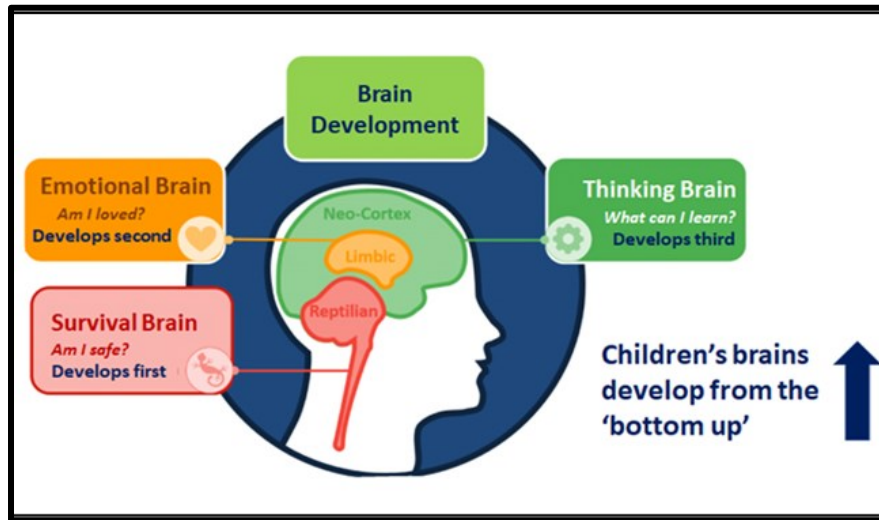 Brain
Development
Emotional Brain
Am I loved?
Develops second
Thinking Brain
What can I learn?
Develops third
Neo-Cortex
Limbic
Reptilian
Survival Brain
Am I safe?
Develops first
Children’s brains
develop from the
‘bottom up’